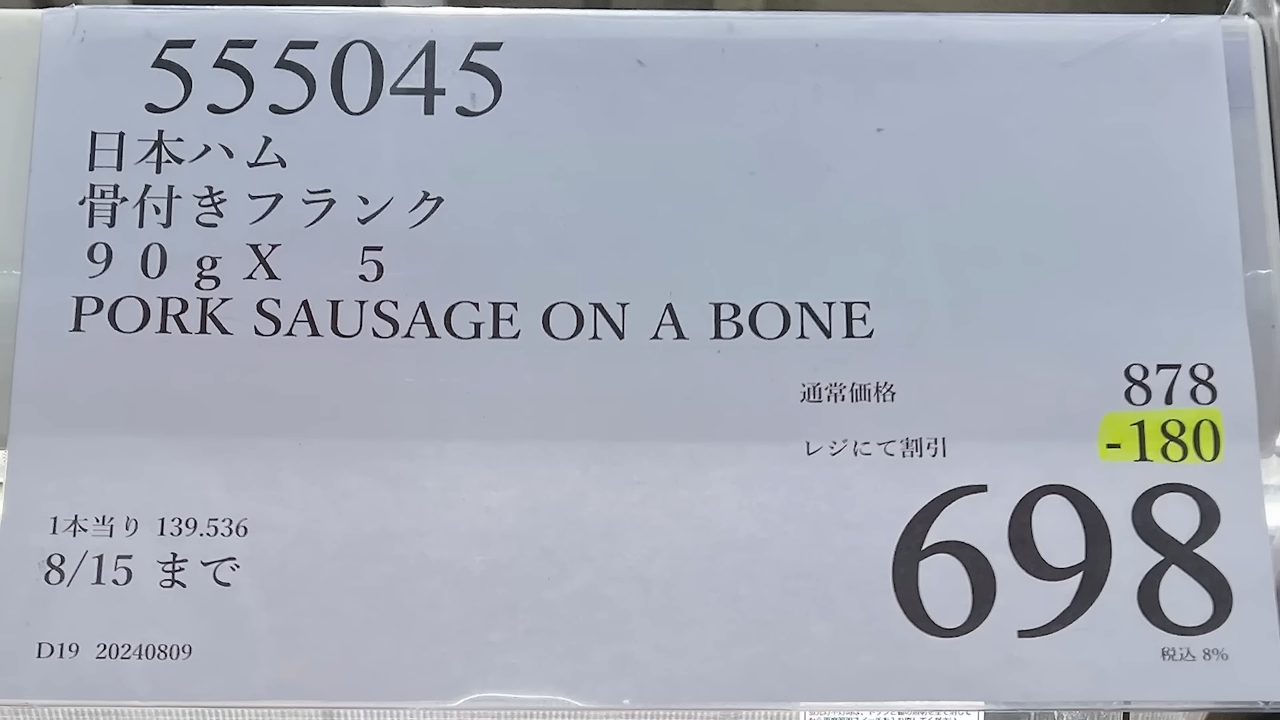 555045
日本ハム
骨付きフランク
９０ｇＸ　５
PORK SAUSAGE ON A BONE
通常価格 878
レジにて割引 -180
698
税込 8%
1本当り 139.536
8/15 まで
D19 20240809